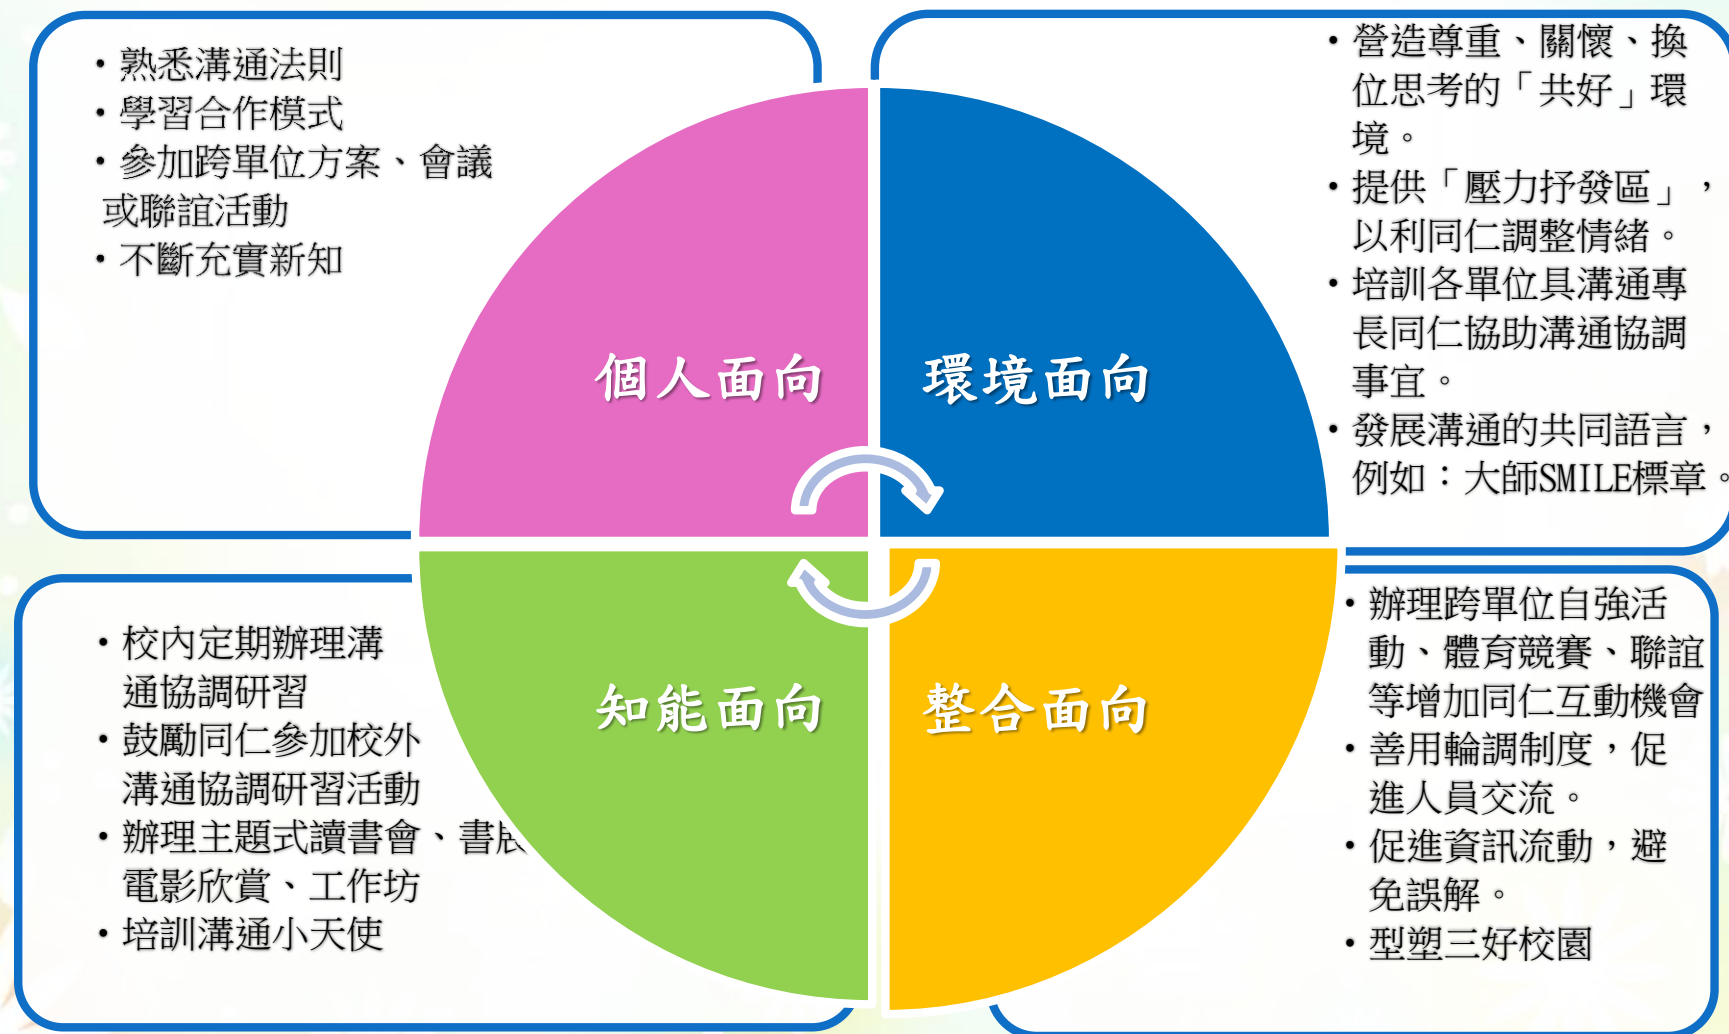 ・熟悉溝通法則
・學習合作模式
・參加跨單位方案、會議
或聯誼活動
・不斷充實新知
・營造尊重、關懷、換
位思考的「共好」環
境。
・提供「壓力抒發區」，
以利同仁調整情緒。
・培訓各單位具溝通專
長同仁協助溝通協調
事宜。
・發展溝通的共同語言，
例如：大師SMILE標章。
個人面向
環境面向
知能面向
整合面向
・校內定期辦理溝
通協調研習
・鼓勵同仁參加校外
溝通協調研習活動
・辦理主題式讀書會、書展
電影欣賞、工作坊
・培訓溝通小天使
・辦理跨單位自強活
動、體育競賽、聯誼
等增加同仁互動機會
・善用輪調制度，促
進人員交流。
・促進資訊流動，避
免誤解。
・型塑三好校園